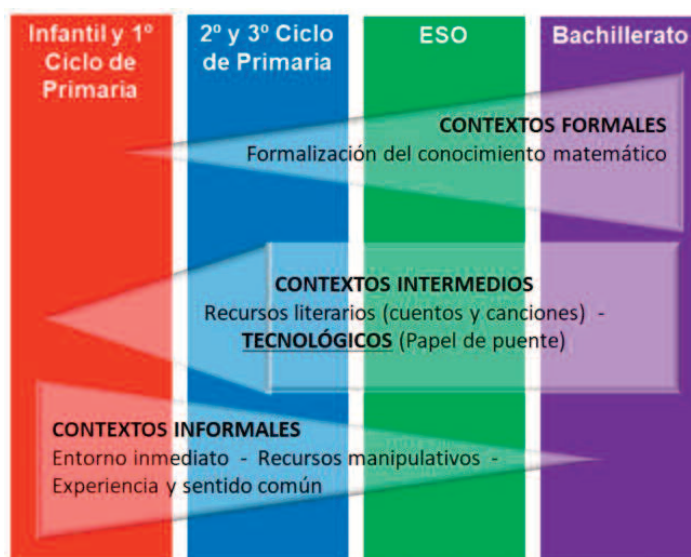 Infantil y 1º
Ciclo de
Primaria
2º y 3º Ciclo
de Primaria
ESO
Bachillerato
CONTEXTOS FORMALES
Formalización del conocimiento matemático
CONTEXTOS INTERMEDIOS
Recursos literarios (cuentos y canciones) -
TECNOLÓGICOS (Papel de puente)
CONTEXTOS INFORMALES
Entorno inmediato - Recursos manipulativos -
Experiencia y sentido común